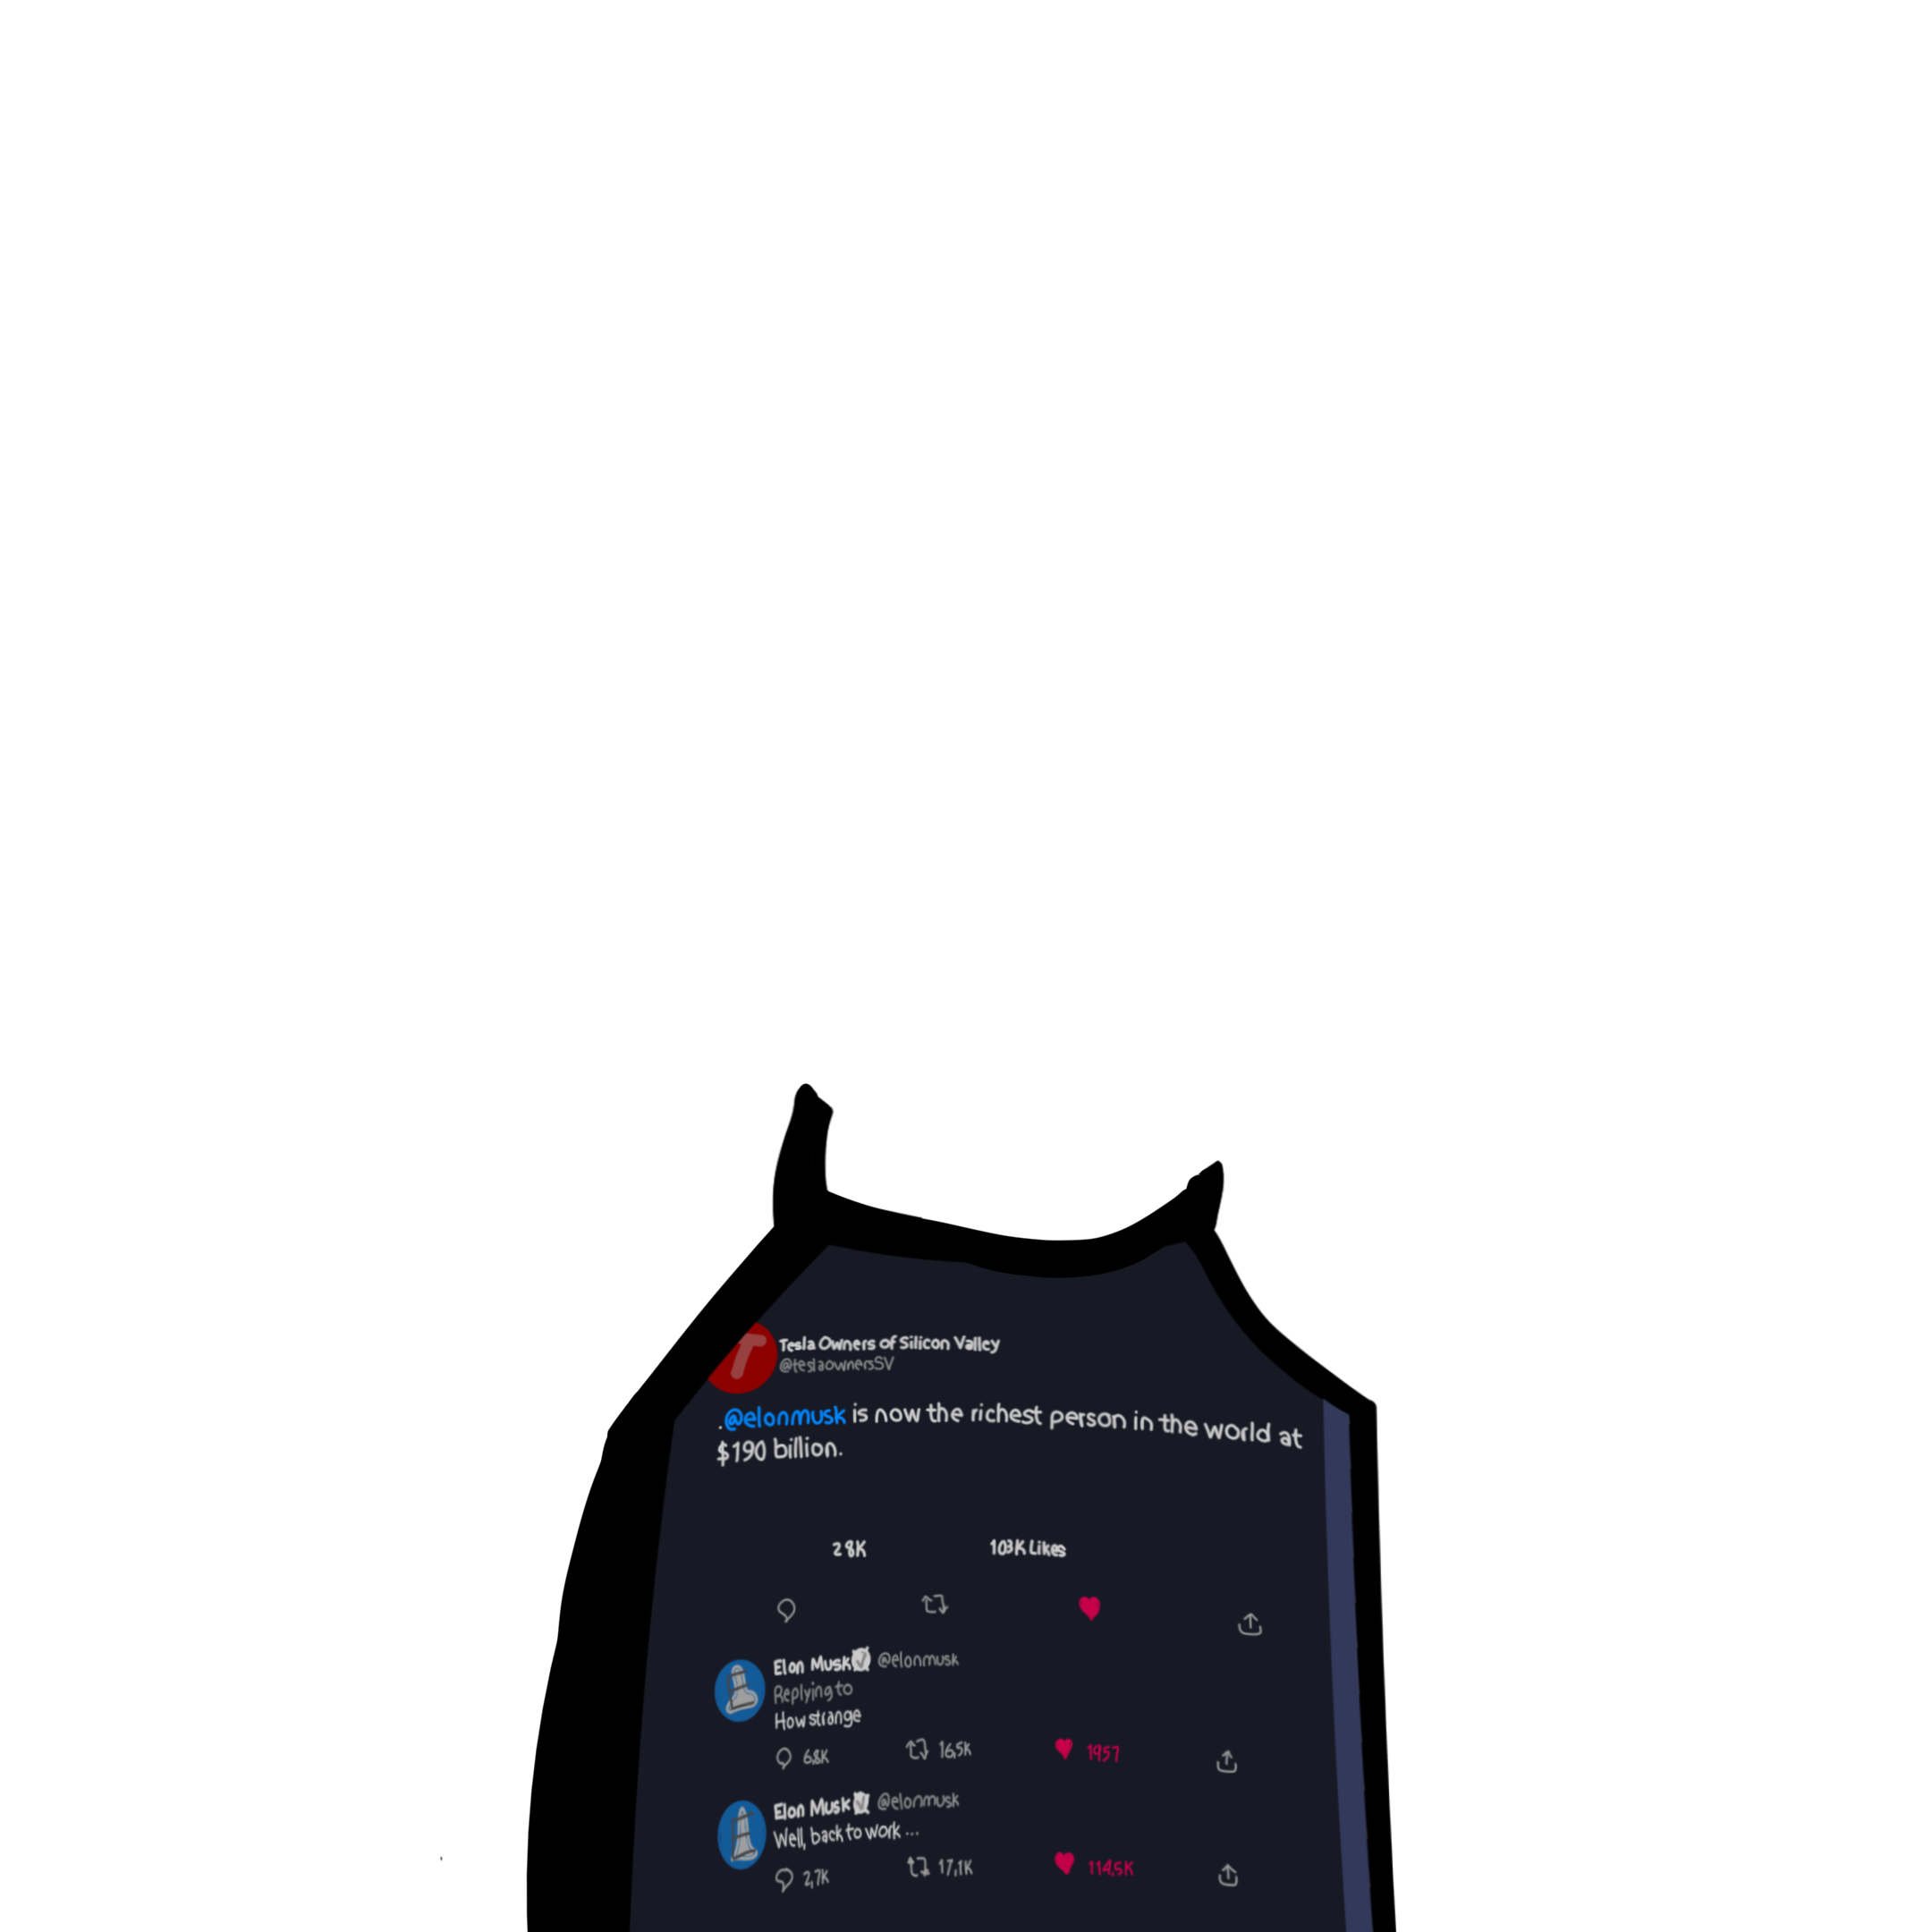 Tesla Owners of Silicon Valley
@teslaownersSV
.@elonmusk is now the richest person in the world at
$190 billion.
28K 103K Likes
Elon Musk @elonmusk
Replying to
How strange
6,8K 16,5K 1957
Elon Musk @elonmusk
Well, back to work ...
2,7K 17,1K 114,5K